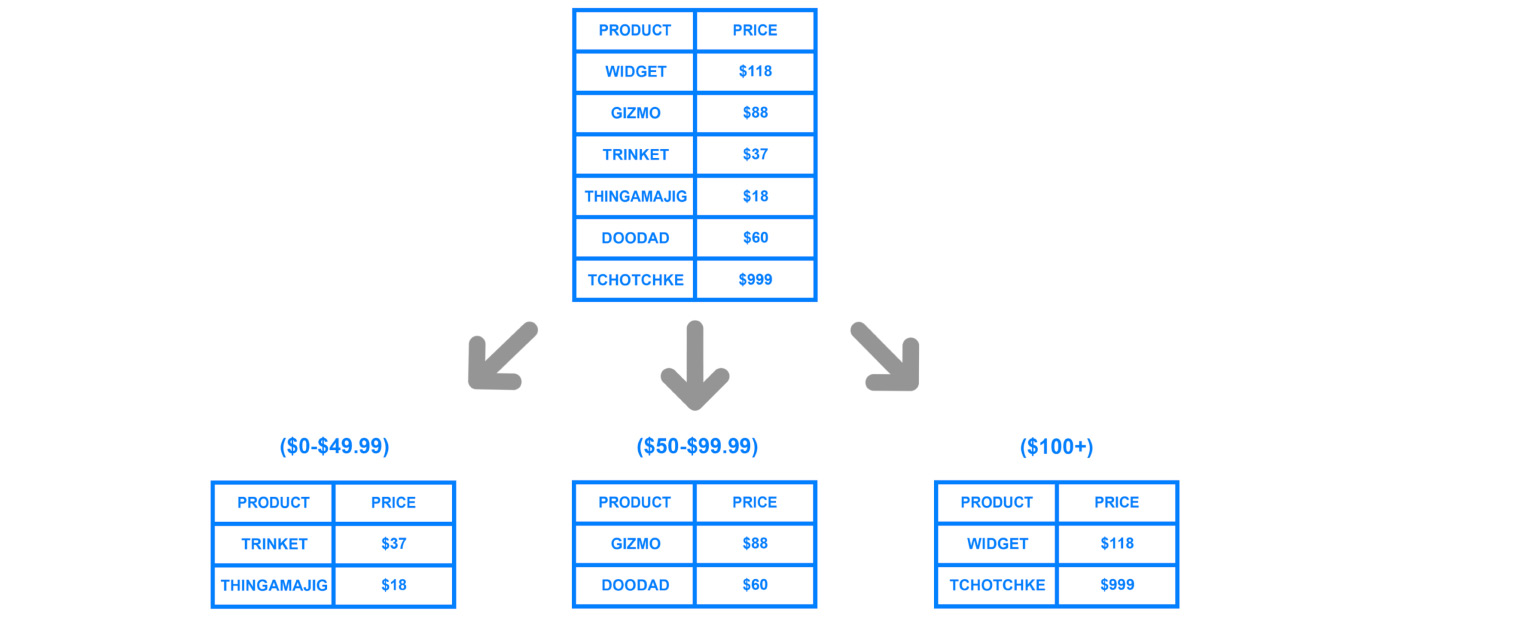 PRODUCT PRICE
WIDGET $118
GIZMO $88
TRINKET $37
THINGAMAJIG $18
DOODAD $60
TCHOTCHKE $999
($0-$49.99)
PRODUCT PRICE
TRINKET $37
THINGAMAJIG $18
($50-$99.99)
PRODUCT PRICE
GIZMO $88
DOODAD $60
($100+)
PRODUCT PRICE
WIDGET $118
TCHOTCHKE $999